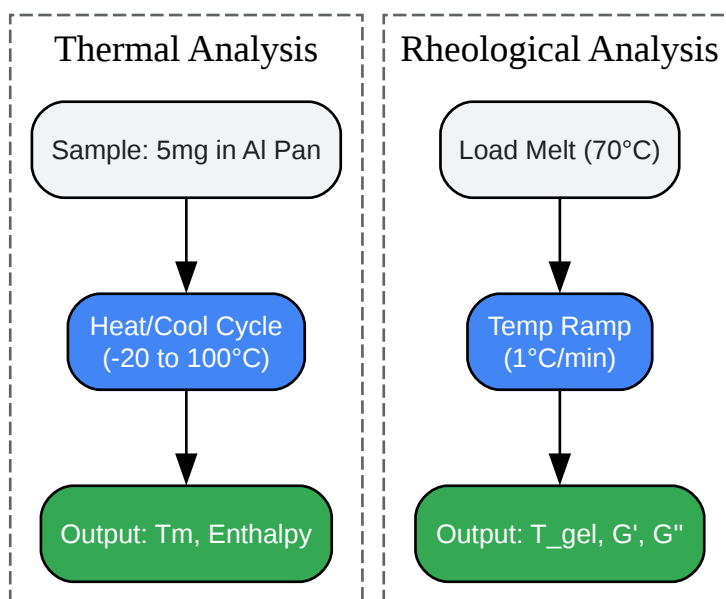 Thermal Analysis
Sample: 5mg in Al Pan
Heat/Cool Cycle
(-20 to 100°C)
Output: Tm, Enthalpy
Rheological Analysis
Load Melt (70°C)
Temp Ramp
(1°C/min)
Output: T_gel, G', G"